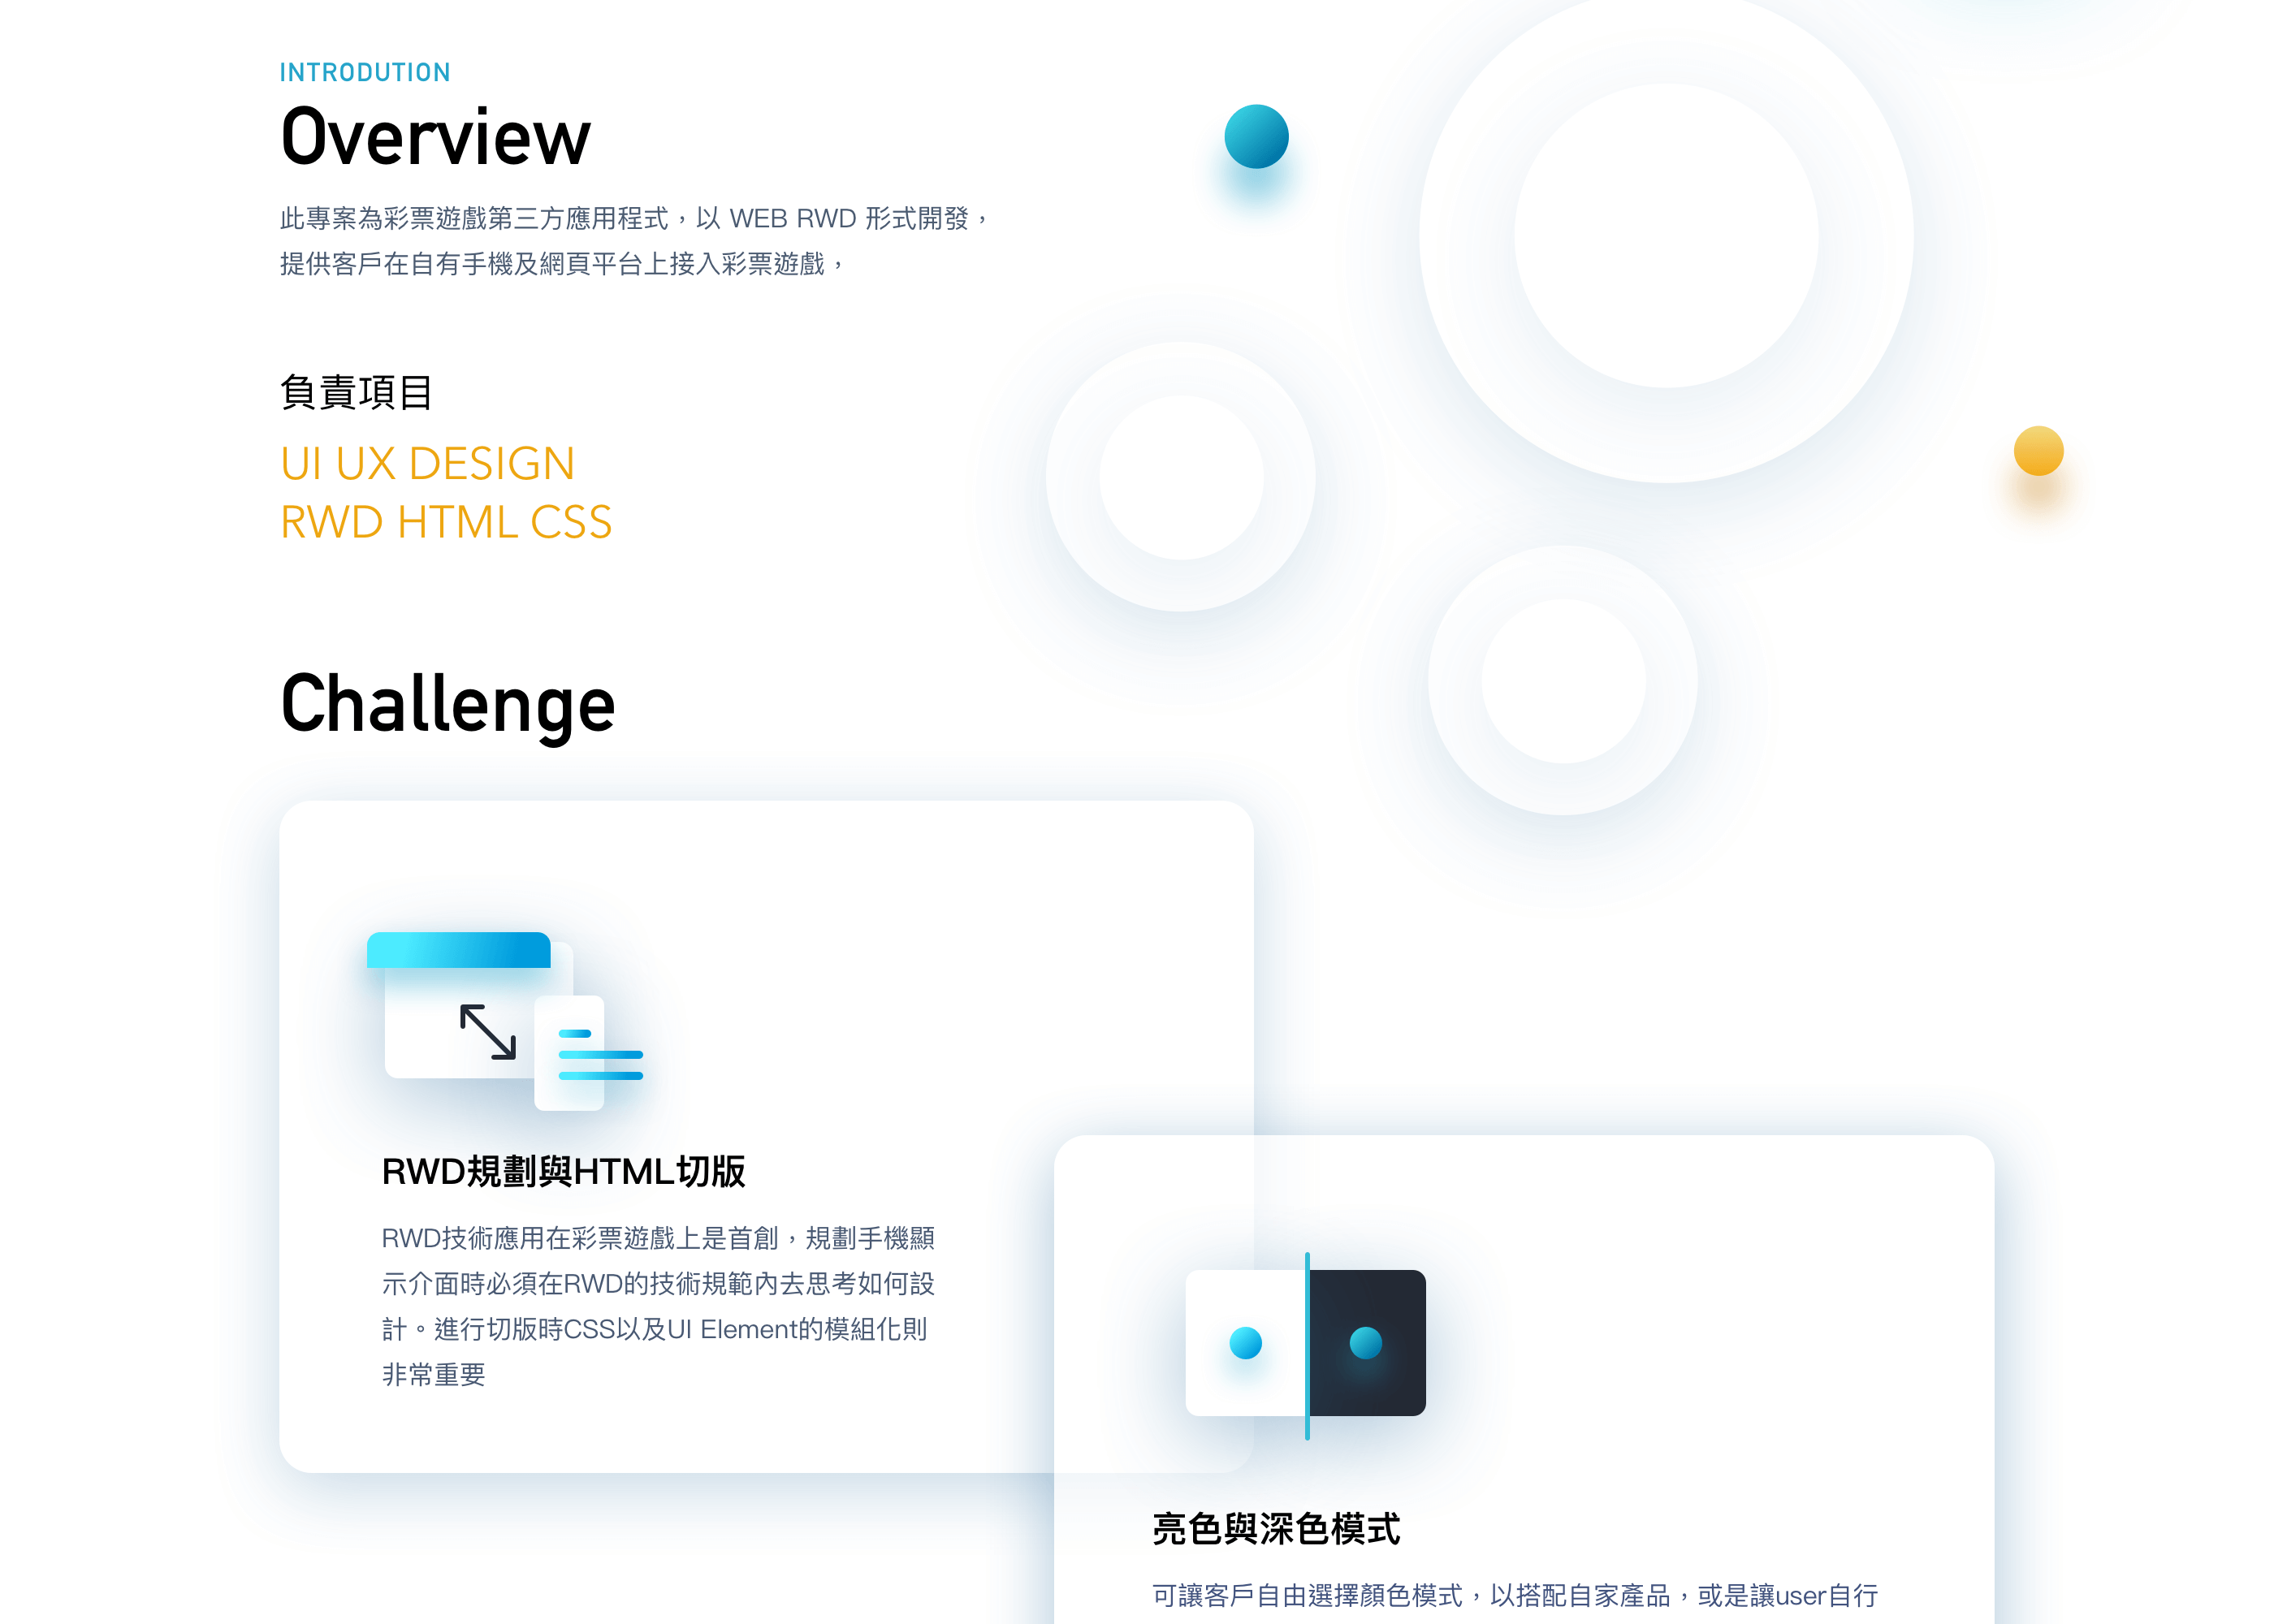 INTRODUTION
Overview
此專案為彩票遊戲第三方應用程式，以 WEB RWD 形式開發，
提供客戶在自有手機及網頁平台上接入彩票遊戲，
負責項目
UI UX DESIGN
RWD HTML CSS
Challenge
RWD規劃與HTML切版
RWD技術應用在彩票遊戲上是首創，規劃手機顯
示介面時必須在RWD的技術規範內去思考如何設
計。進行切版時CSS以及UI Element的模組化則
非常重要
亮色與深色模式
可讓客戶自由選擇顏色模式，以搭配自家產品，或是讓user自行